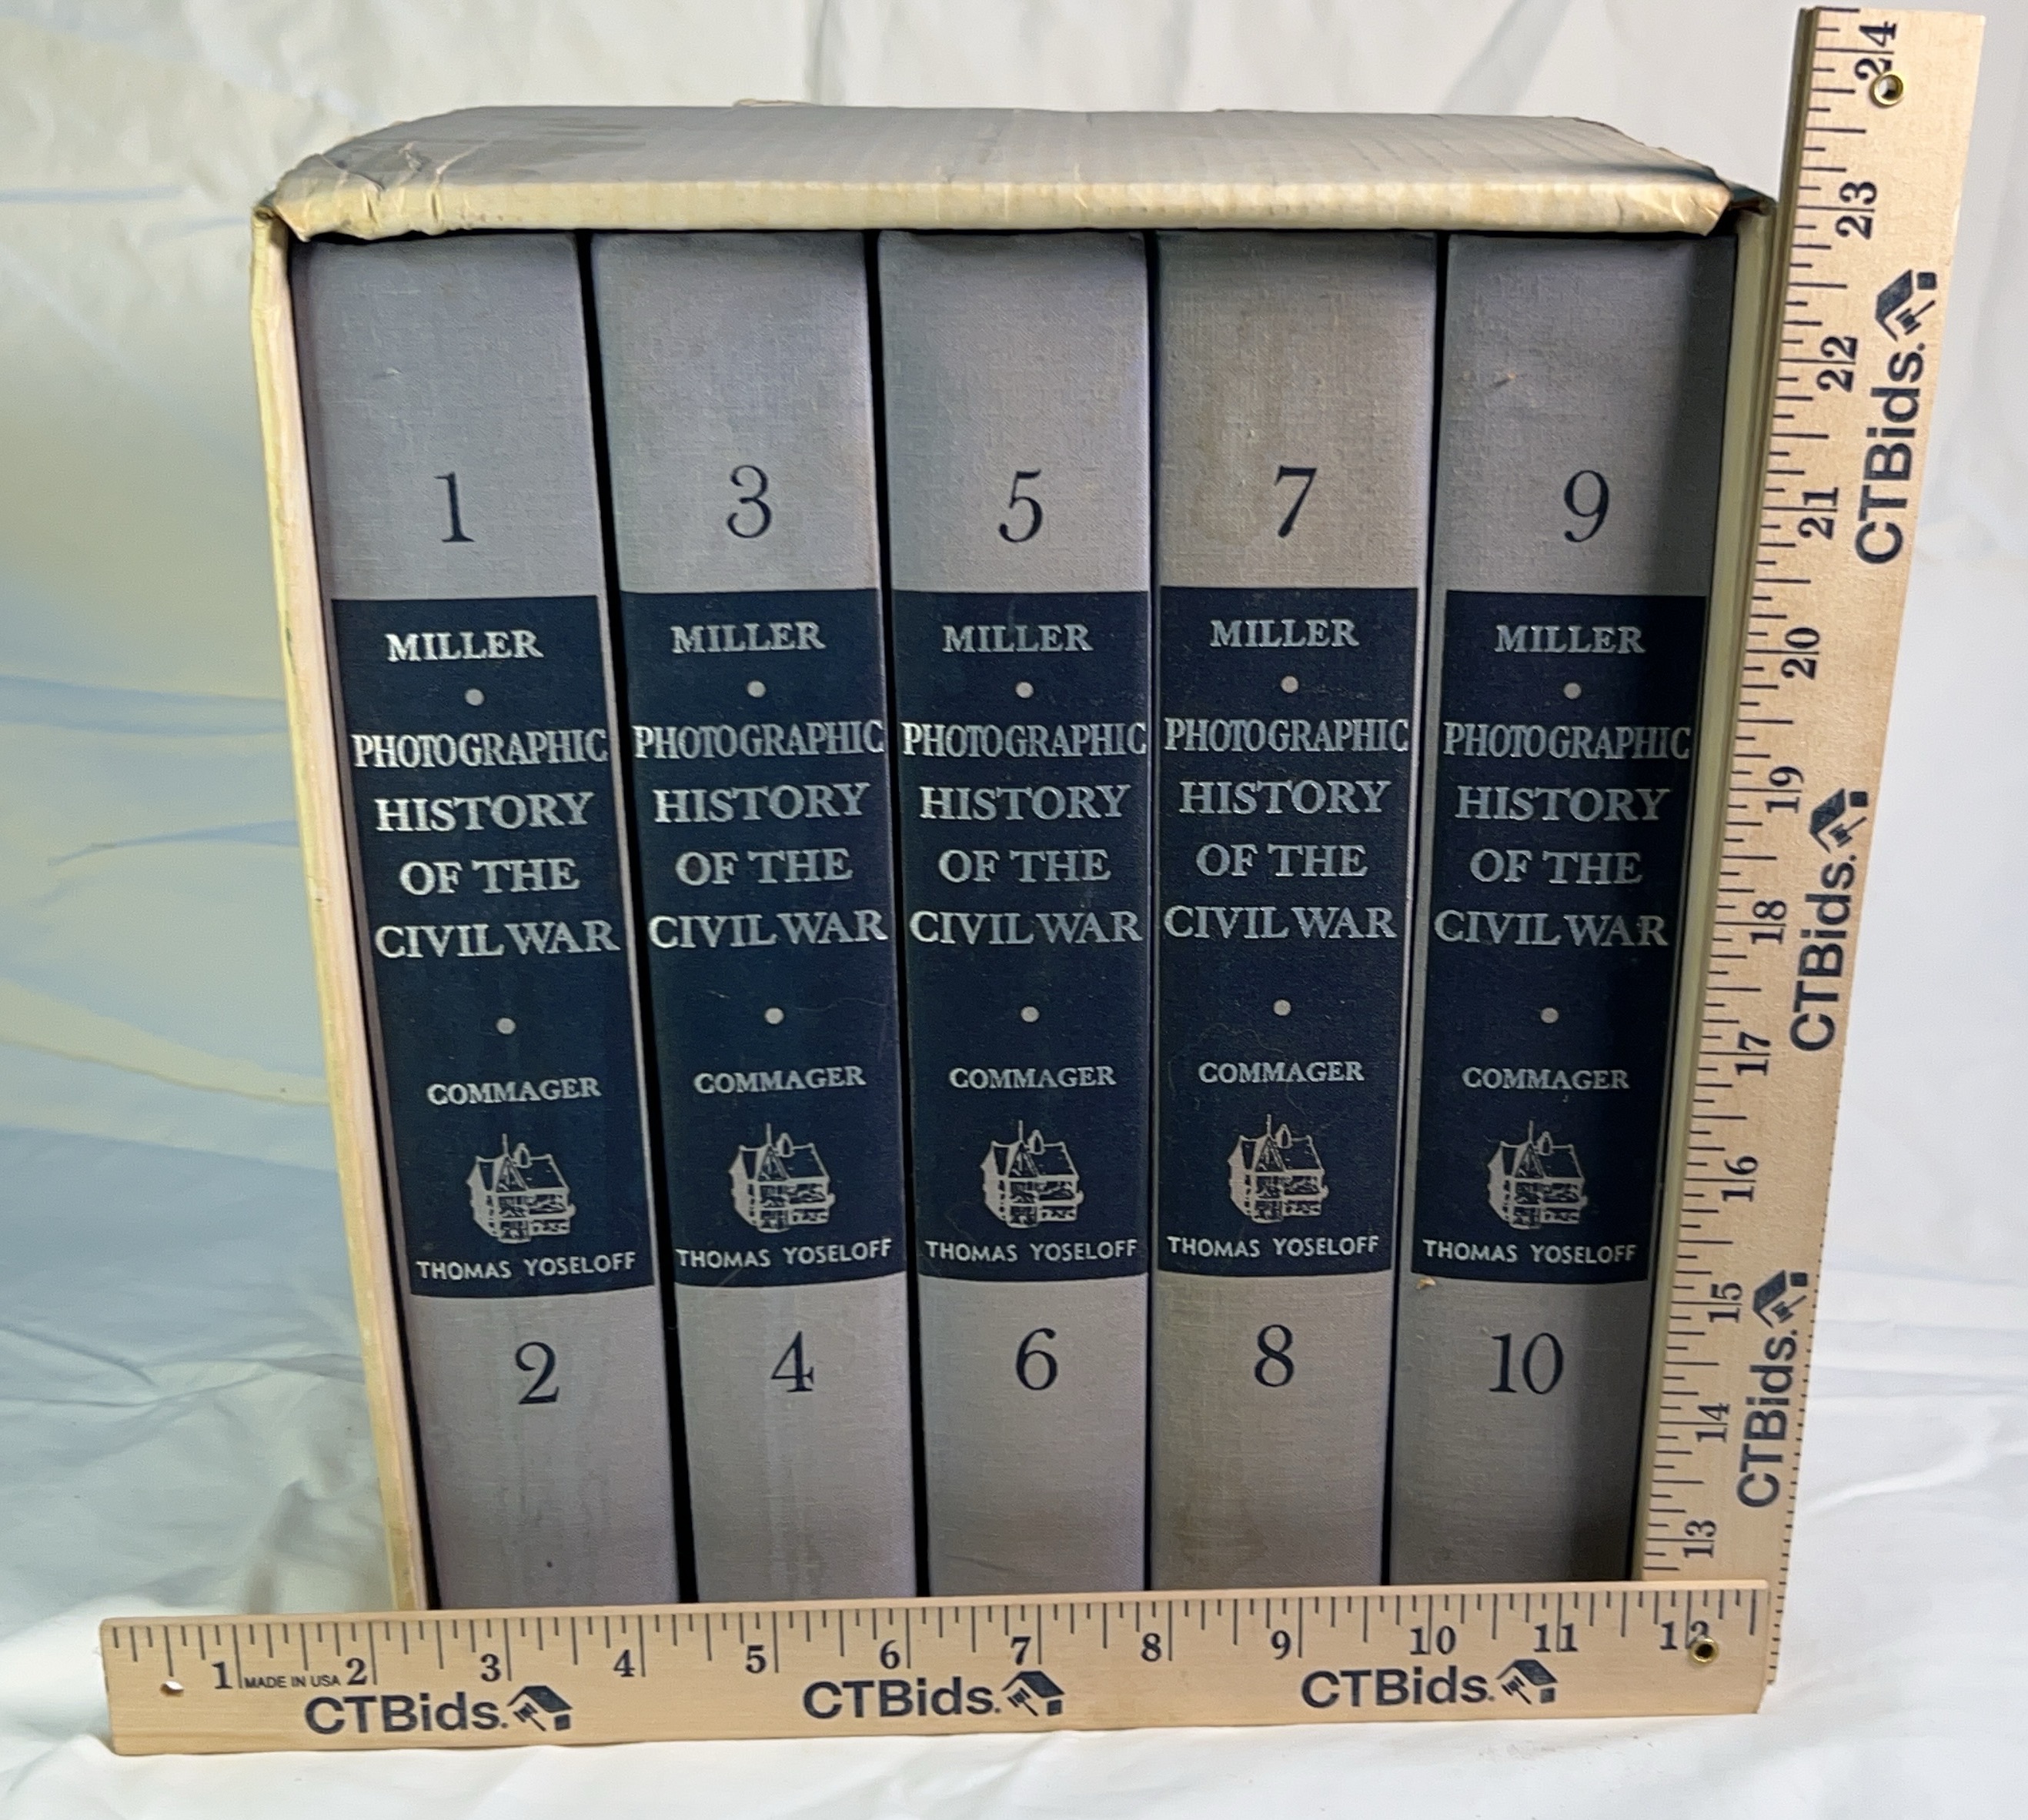 1
MILLER
PHOTOGRAPHIC
HISTORY
OF THE
CIVIL WAR
COMMAGER
THOMAS YOSELOFF
2
3
MILLER
PHOTOGRAPHIC
HISTORY
OF THE
CIVIL WAR
COMMAGER
THOMAS YOSELOFF
4
5
MILLER
PHOTOGRAPHIC
HISTORY
OF THE
CIVIL WAR
COMMAGER
THOMAS YOSELOFF
6
7
MILLER
PHOTOGRAPHIC
HISTORY
OF THE
CIVIL WAR
COMMAGER
THOMAS YOSELOFF
8
9
MILLER
PHOTOGRAPHIC
HISTORY
OF THE
CIVIL WAR
COMMAGER
THOMAS YOSELOFF
10
13 14 15 16 17 18 19 20 21 22 23 24
CTBids. CTBids. CTBids.
1 2 3 4 5 6 7 8 9 10 11 12
MADE IN USA
CTBids. CTBids. CTBids.